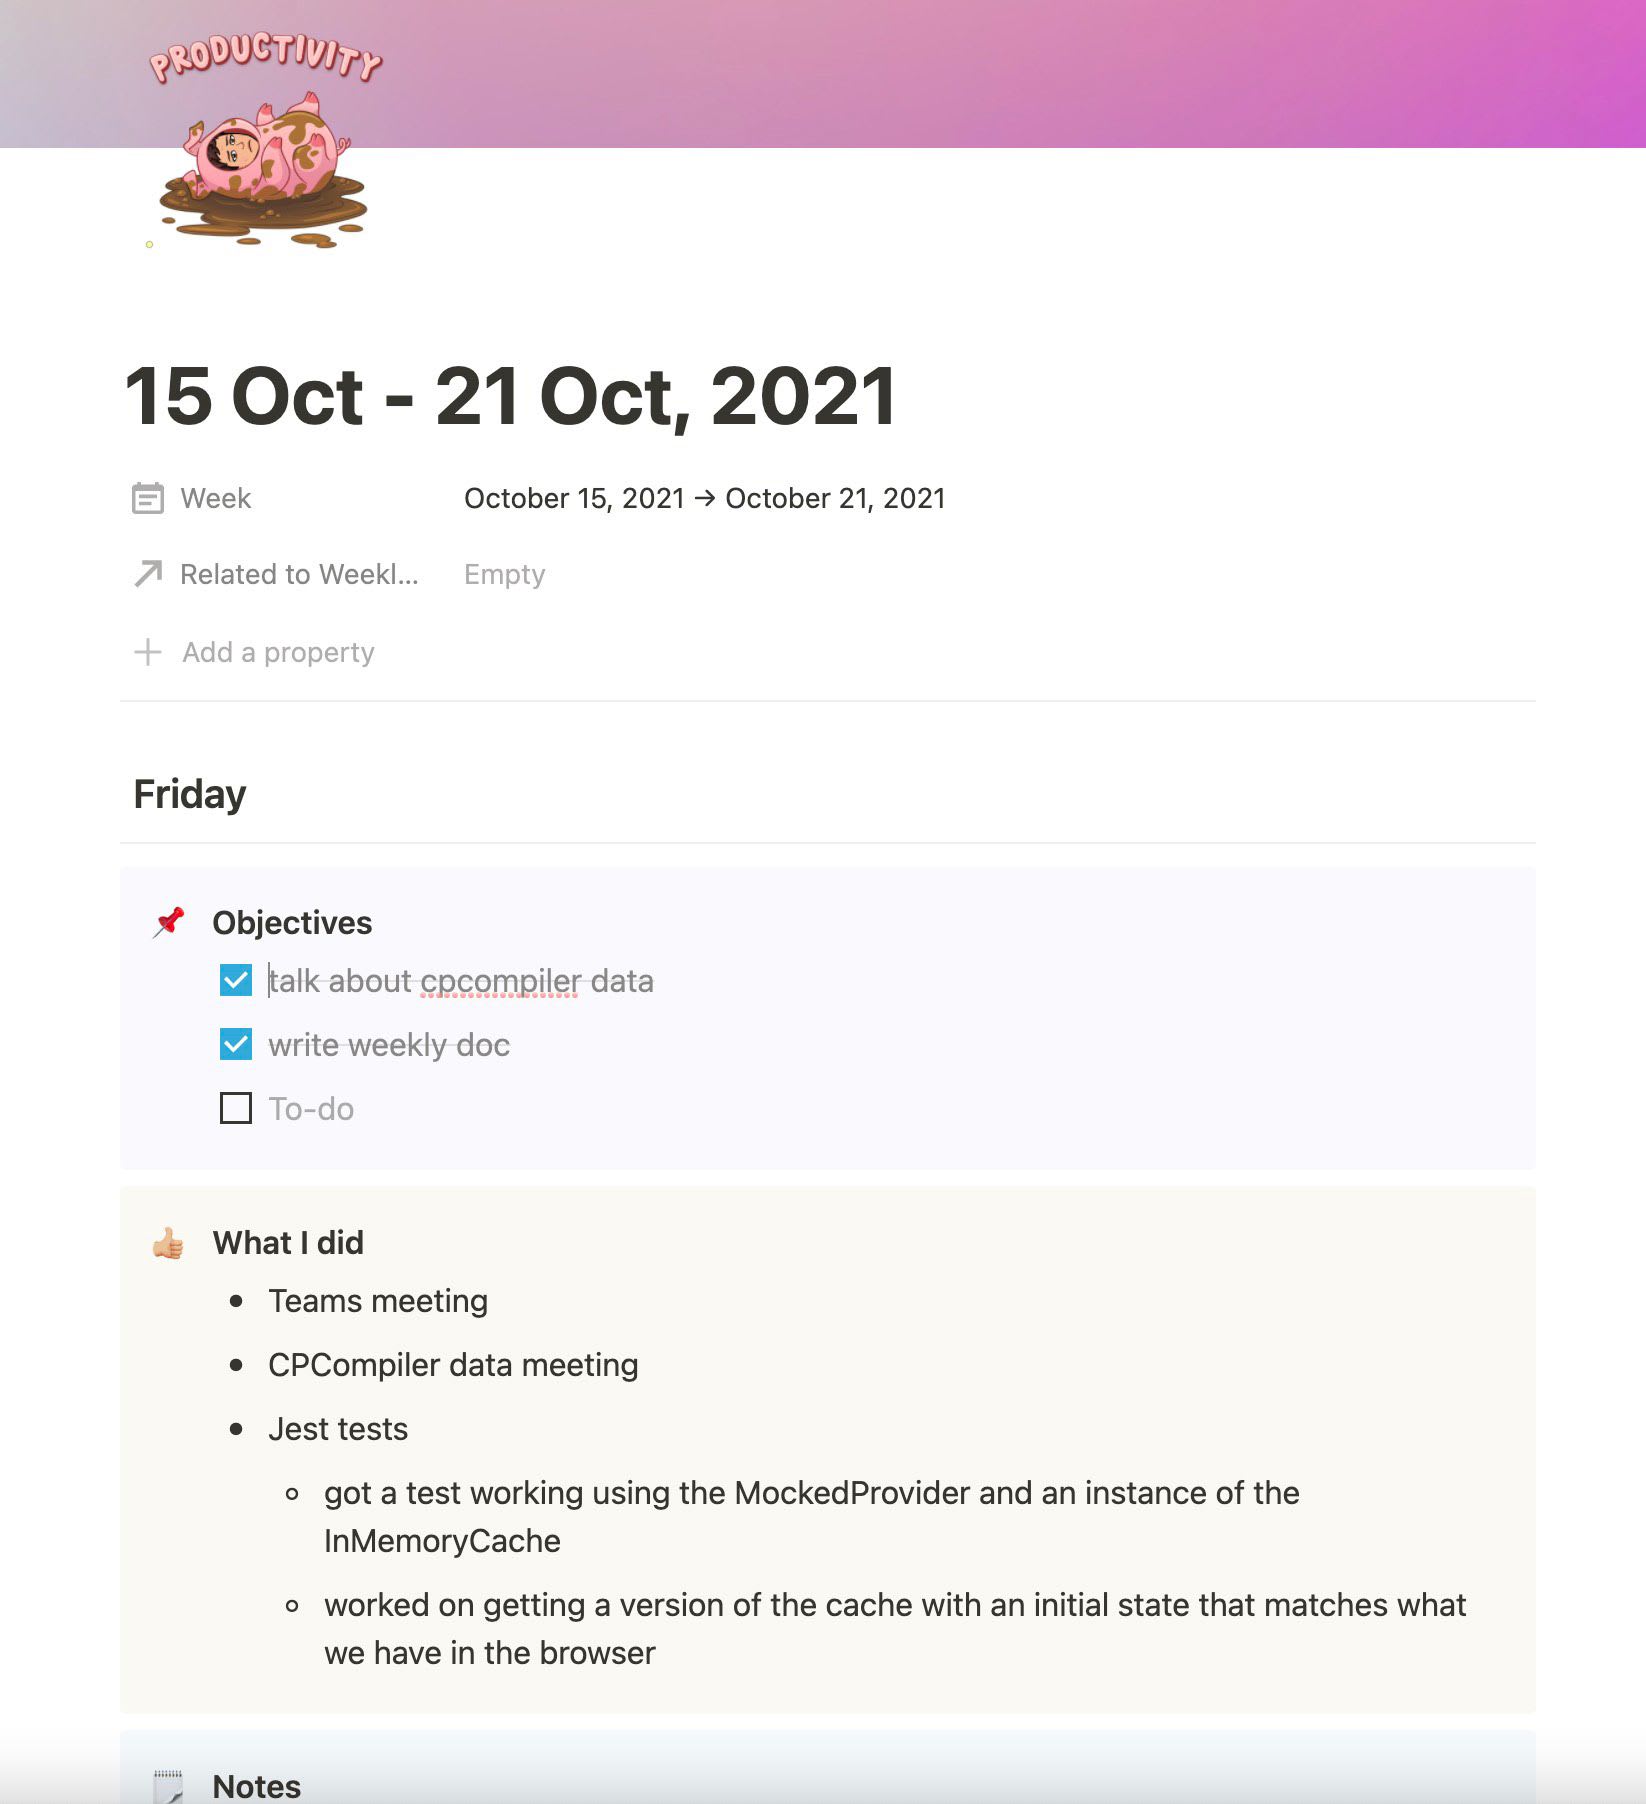 PRODUCTIVITY
15 Oct - 21 Oct, 2021
Week October 15, 2021 → October 21, 2021
Related to Weekl... Empty
Add a property
Friday
Objectives
talk about cpcompiler data
write weekly doc
To-do
What I did
Teams meeting
CPCompiler data meeting
Jest tests
got a test working using the MockedProvider and an instance of the
InMemoryCache
worked on getting a version of the cache with an initial state that matches what
we have in the browser
Notes